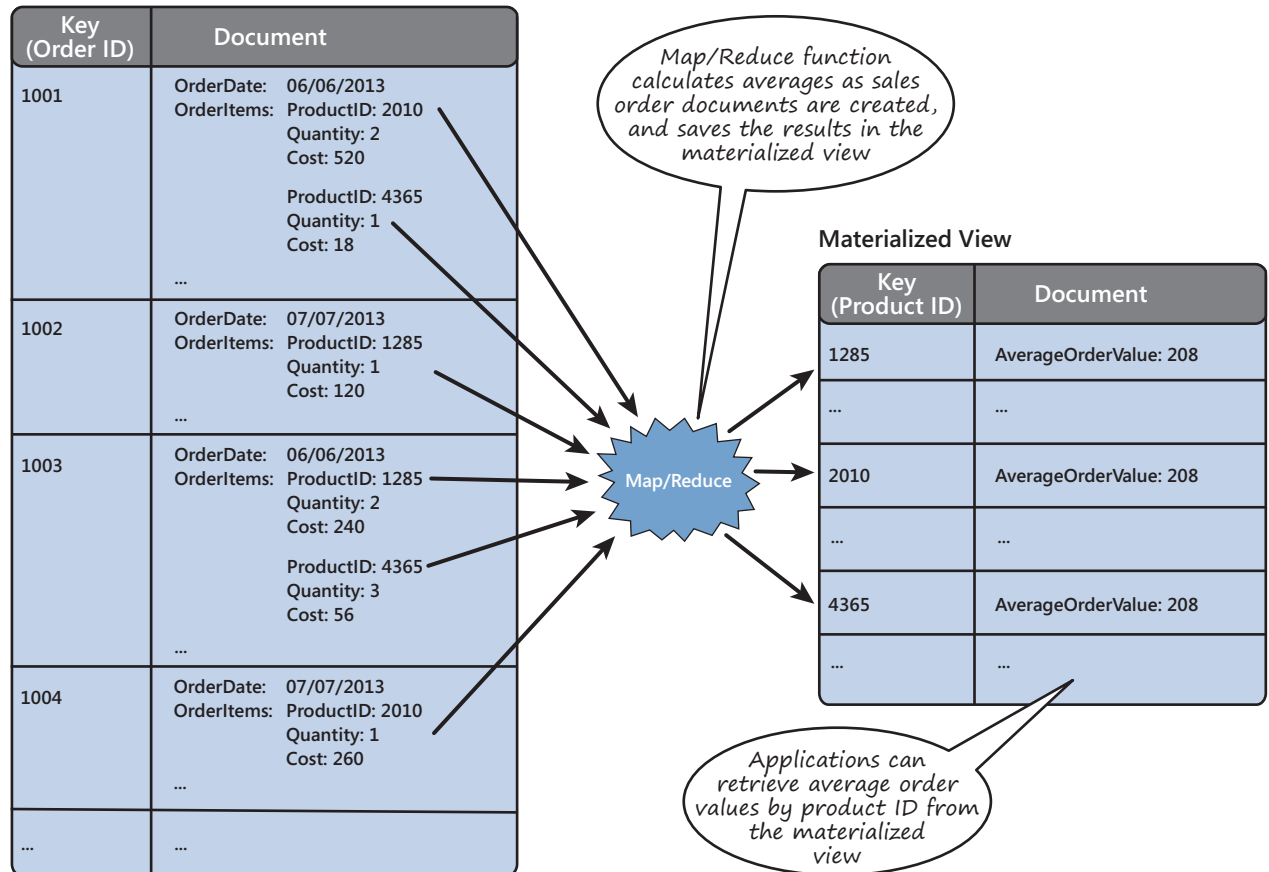 Key
(Order ID)
Document
1001
OrderDate: 06/06/2013
OrderItems: ProductID: 2010
Quantity: 2
Cost: 520
ProductID: 4365
Quantity: 1
Cost: 18
...
1002
OrderDate: 07/07/2013
OrderItems: ProductID: 1285
Quantity: 1
Cost: 120
...
1003
OrderDate: 06/06/2013
OrderItems: ProductID: 1285
Quantity: 2
Cost: 240
ProductID: 4365
Quantity: 3
Cost: 56
...
1004
OrderDate: 07/07/2013
OrderItems: ProductID: 2010
Quantity: 1
Cost: 260
...
... ...
Map/Reduce function
calculates averages as sales
order documents are created,
and saves the results in the
materialized view
Map/Reduce
Materialized View
Key
(Product ID)
Document
1285 AverageOrderValue: 208
... ...
2010 AverageOrderValue: 208
... ...
4365 AverageOrderValue: 208
... ...
Applications can
retrieve average order
values by product ID from
the materialized
view